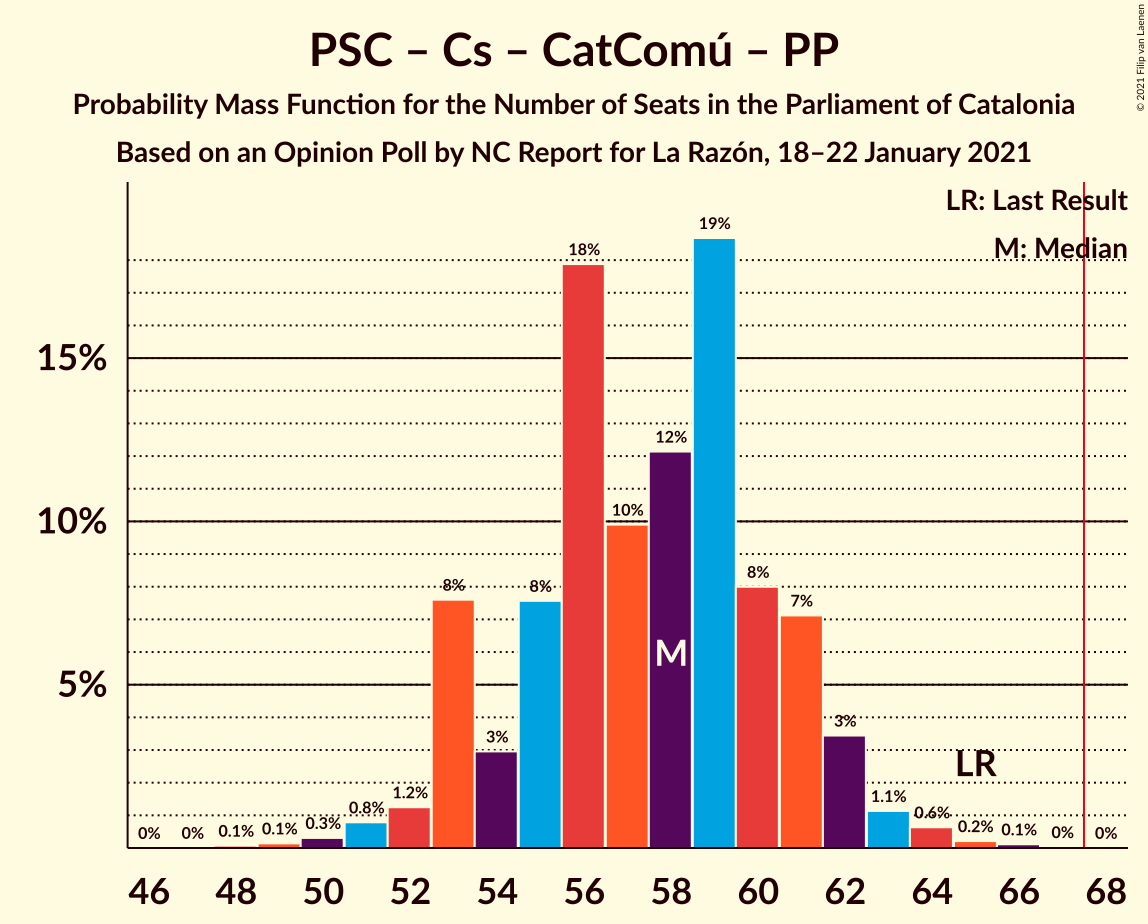 PSC – Cs – CatComú – PP
Probability Mass Function for the Number of Seats in the Parliament of Catalonia
Based on an Opinion Poll by NC Report for La Razón, 18–22 January 2021
© 2021 Filip van Laenen
LR: Last Result
M: Median
15%
10%
5%
0%
0%
0.1%
0.1%
0.3%
0.8%
1.2%
8%
3%
8%
18%
10%
12%
19%
8%
7%
3%
1.1%
0.6%
0.2%
0.1%
0%
0%
M
LR
46 48 50 52 54 56 58 60 62 64 66 68